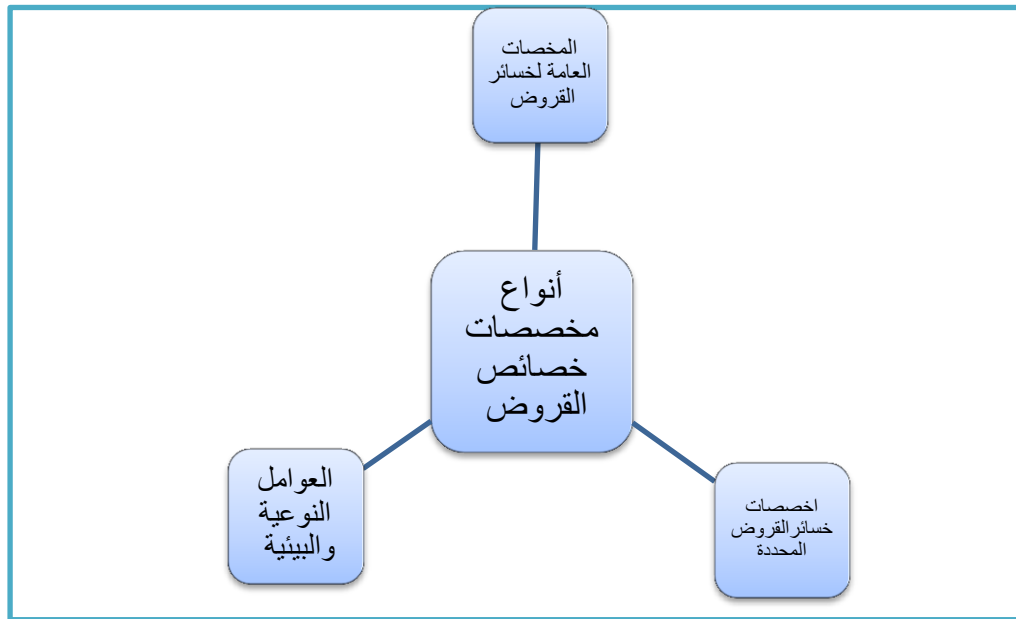 المخصات
العامة لخسائر
القروض
أنواع
مخصصات
خصائص
القروض
العوامل
النوعية
والبيئية
اخصصات
خسائرالقروض
المحددة